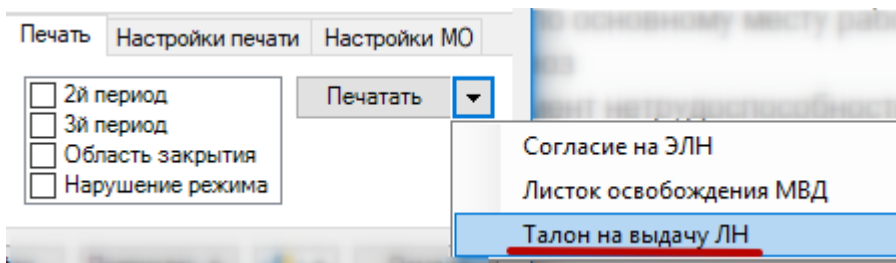 Печать Настройки печати Настройки МО
2й период
3й период
Область закрытия
Нарушение режима
Печатать
Согласие на ЭЛН
Листок освобождения МВД
Талон на выдачу ЛН